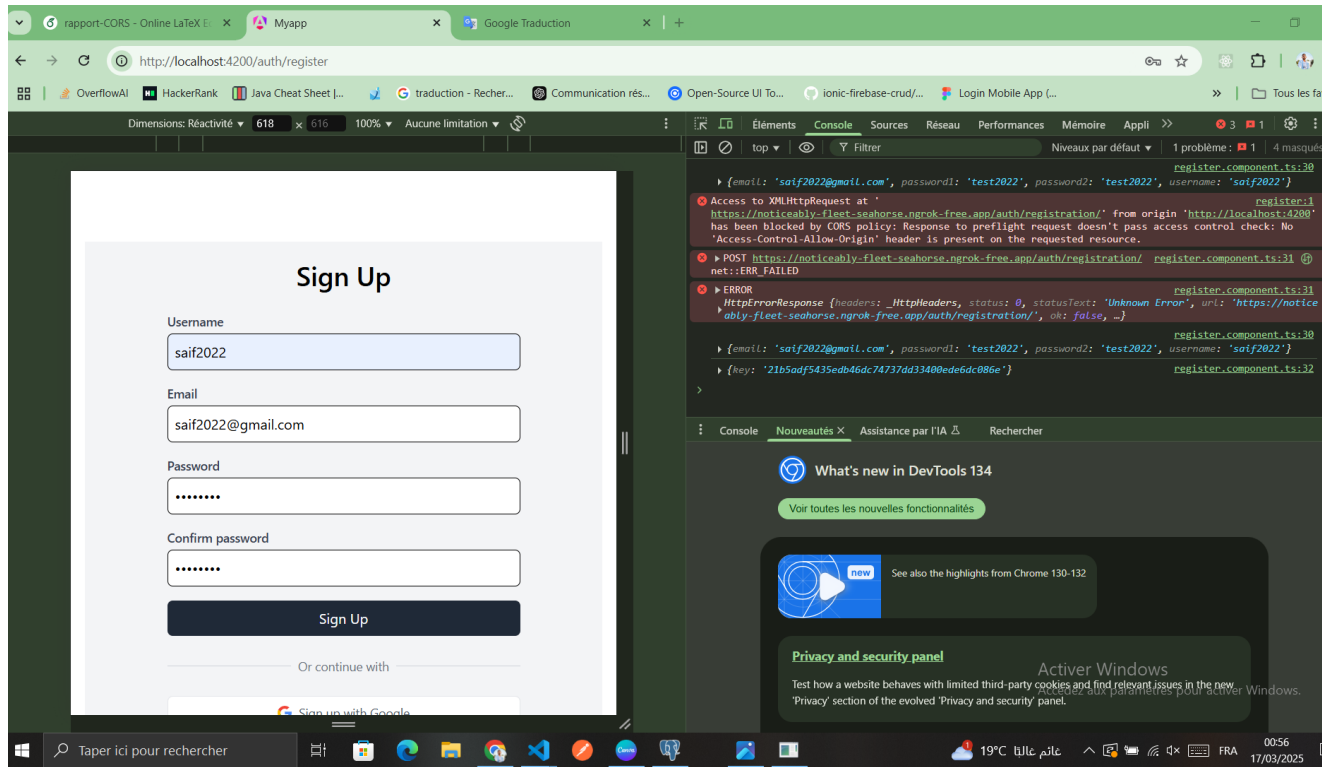 rapport-CORS - Online LaTeX E
Myapp
Google Traduction
http://localhost:4200/auth/register
OverflowAI
HackerRank
Java Cheat Sheet |...
traduction - Recher...
Communication rés...
Open-Source UI To...
ionic-firebase-crud/...
Login Mobile App (...
»
Tous les fa
Dimensions: Réactivité
618 x 616
100%
Aucune limitation
Éléments
Console
Sources
Réseau
Performances
Mémoire
Appli
»
3
1
top
Filtrer
Niveaux par défaut
1 problème : 1
4 masqués
register.component.ts:30
{email: 'saif2022@gmail.com', password1: 'test2022', password2: 'test2022', username: 'saif2022'}
Access to XMLHttpRequest at ' register:1
https://noticeably-fleet-seahorse.ngrok-free.app/auth/registration/' from origin 'http://localhost:4200'
has been blocked by CORS policy: Response to preflight request doesn't pass access control check: No
'Access-Control-Allow-Origin' header is present on the requested resource.
POST https://noticeably-fleet-seahorse.ngrok-free.app/auth/registration/ register.component.ts:31
net::ERR_FAILED
ERROR register.component.ts:31
HttpErrorResponse {headers: _HttpHeaders, status: 0, statusText: 'Unknown Error', url: 'https://notice
ably-fleet-seahorse.ngrok-free.app/auth/registration/', ok: false, …}
register.component.ts:30
{email: 'saif2022@gmail.com', password1: 'test2022', password2: 'test2022', username: 'saif2022'}
{key: '21b5adf5435edb46dc74737dd33400ede6dc086e'} register.component.ts:32
Sign Up
Username
saif2022
Email
saif2022@gmail.com
Password
••••••••
Confirm password
••••••••
Sign Up
Or continue with
Sign up with Google
Console
Nouveautés
Assistance par l'IA
Rechercher
What's new in DevTools 134
Voir toutes les nouvelles fonctionnalités
new
See also the highlights from Chrome 130-132
Privacy and security panel
Test how a website behaves with limited third-party cookies and find relevant issues in the new
'Privacy' section of the evolved 'Privacy and security' panel.
Activer Windows
Accédez aux paramètres pour activer Windows.
Taper ici pour rechercher
Canva
1
19°C غائم غالبًا
FRA
00:56
17/03/2025